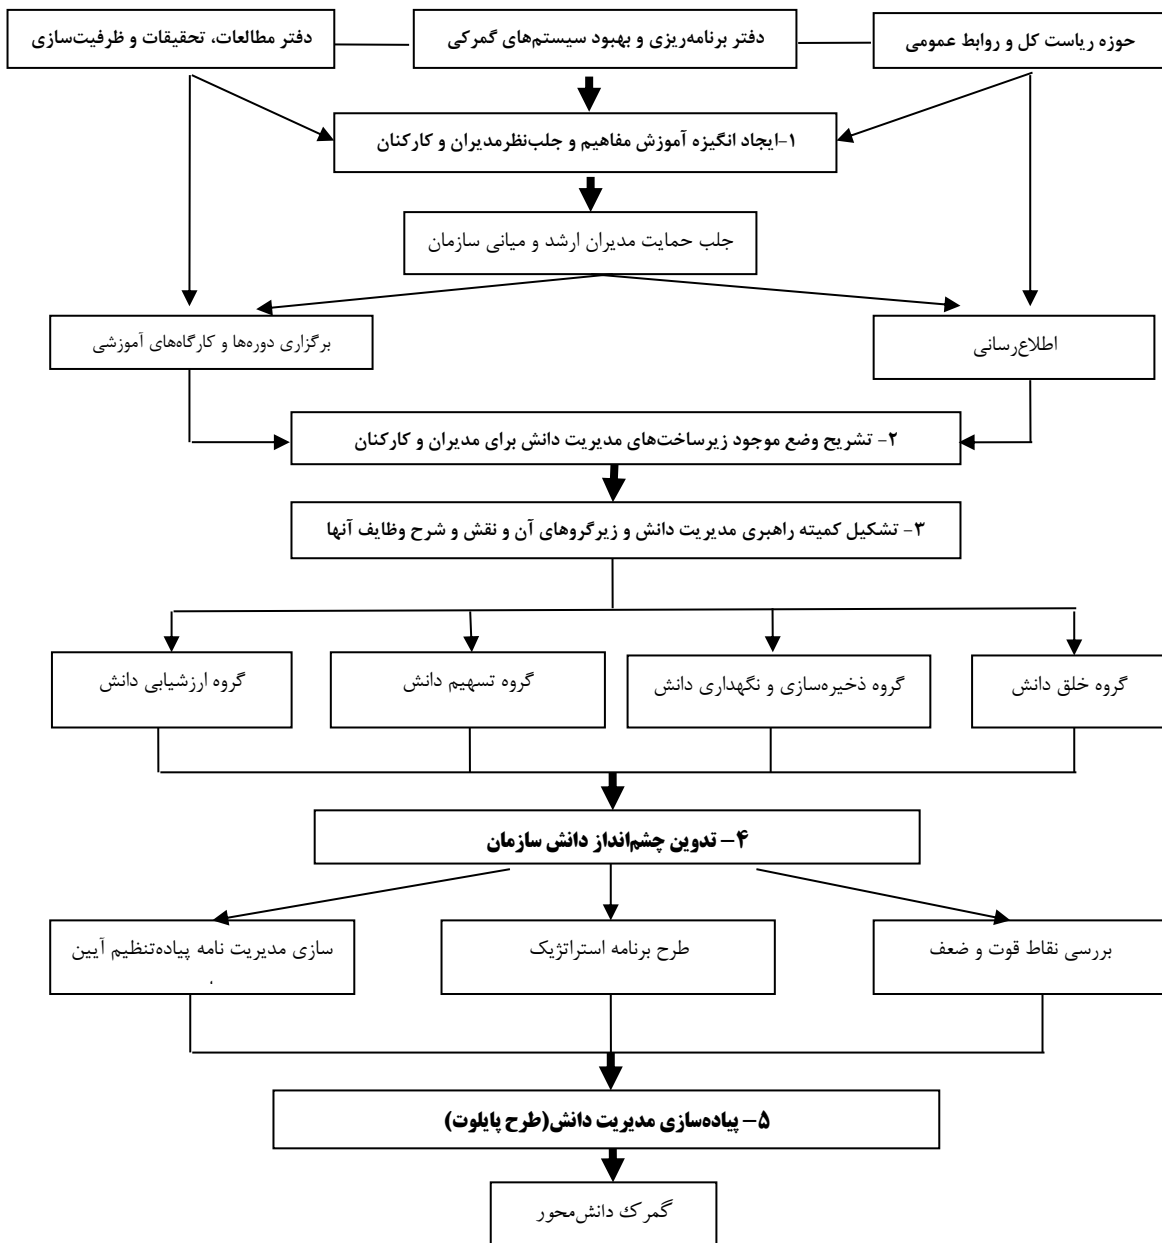 حوزه ریاست کل و روابط عمومی
دفتر برنامه‌ریزی و بهبود سیستم‌های گمرکی
دفتر مطالعات، تحقیقات و ظرفیت‌سازی
۱-ایجاد انگیزه آموزش مفاهیم و جلب‌نظرمدیران و کارکنان
جلب حمایت مدیران ارشد و میانی سازمان
اطلاع‌رسانی
برگزاری دوره‌ها و کارگاه‌های آموزشی
۲- تشریح وضع موجود زیرساخت‌های مدیریت دانش برای مدیران و کارکنان
۳- تشکیل کمیته راهبری مدیریت دانش و زیرگروهای آن و نقش و شرح وظایف آنها
گروه خلق دانش
گروه ذخیره‌سازی و نگهداری دانش
گروه تسهیم دانش
گروه ارزشیابی دانش
۴- تدوین چشم‌انداز دانش سازمان
بررسی نقاط قوت و ضعف
طرح برنامه استراتژیک
سازی مدیریت نامه پیاده‌تنظیم آیین
.
۵- پیاده‌سازی مدیریت دانش(طرح پایلوت)
گمرک دانش‌محور